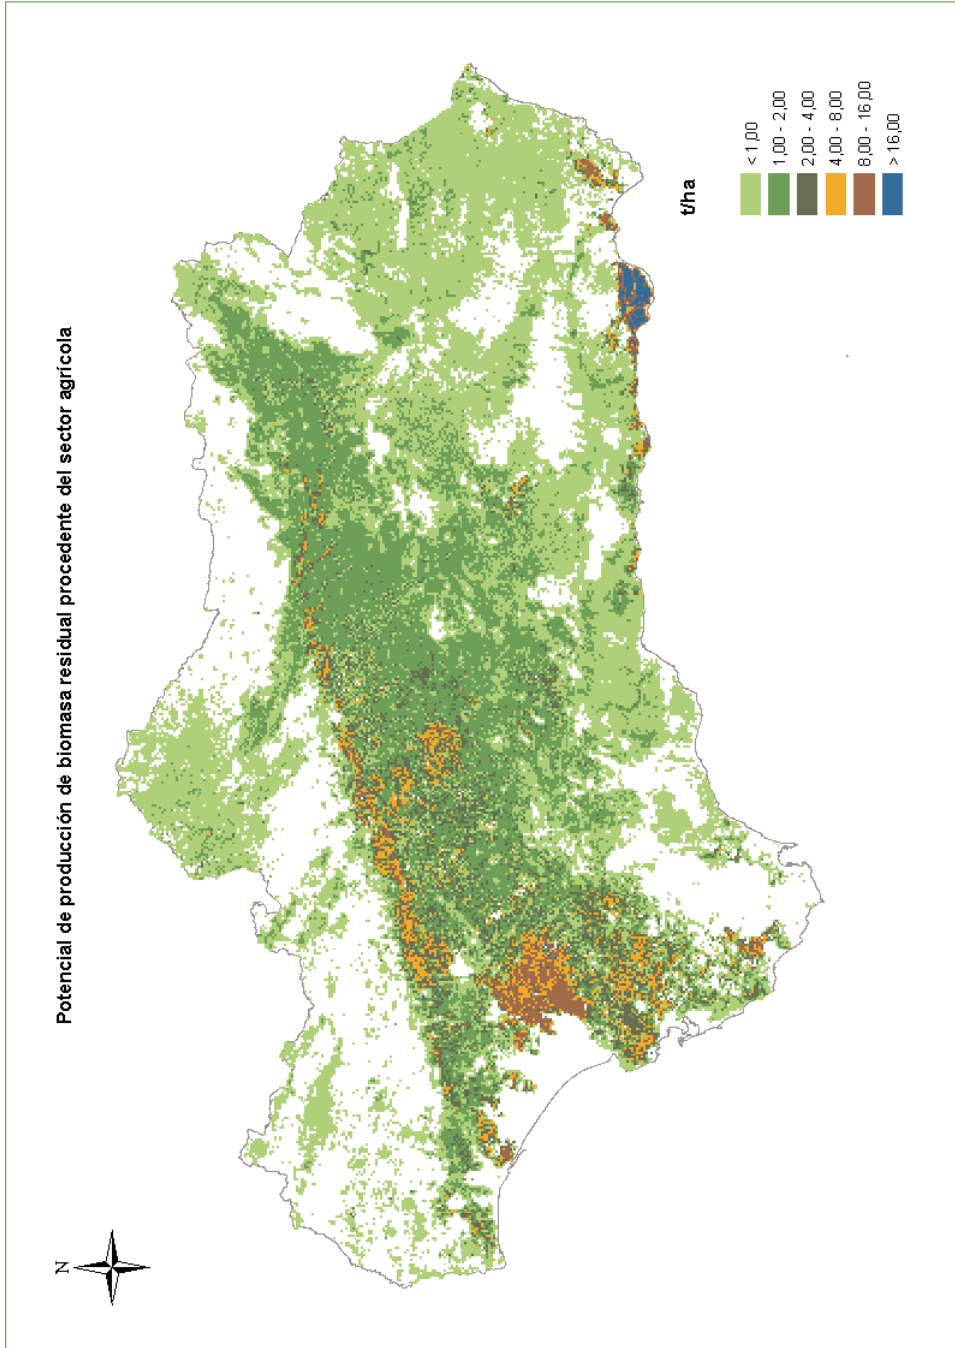 Potencial de producción de biomasa residual procedente del sector agrícola
N
t/ha
< 1,00
1,00 - 2,00
2,00 - 4,00
4,00 - 8,00
8,00 - 16,00
> 16,00